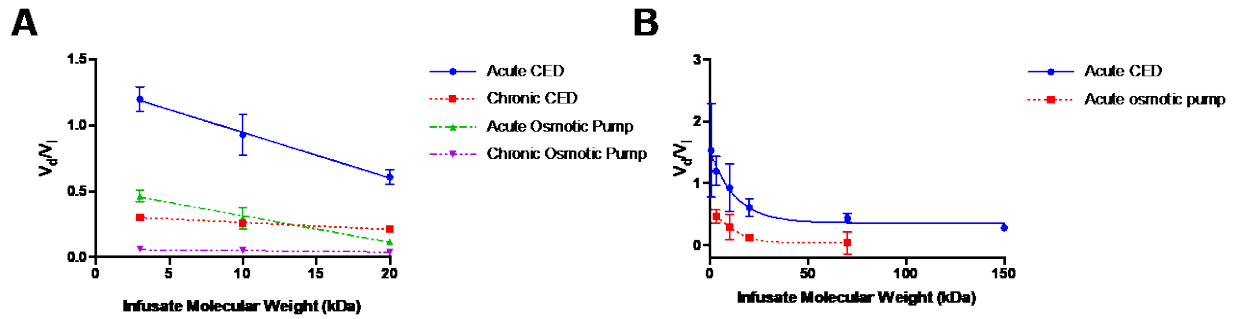 A
Vd/Vi
1.5
1.0
0.5
0.0
0 5 10 15 20
Infusate Molecular Weight (kDa)
Acute CED
Chronic CED
Acute Osmotic Pump
Chronic Osmotic Pump
B
Vd/Vi
3
2
1
0
0 50 100 150
Infusate Molecular Weight (kDa)
Acute CED
Acute osmotic pump